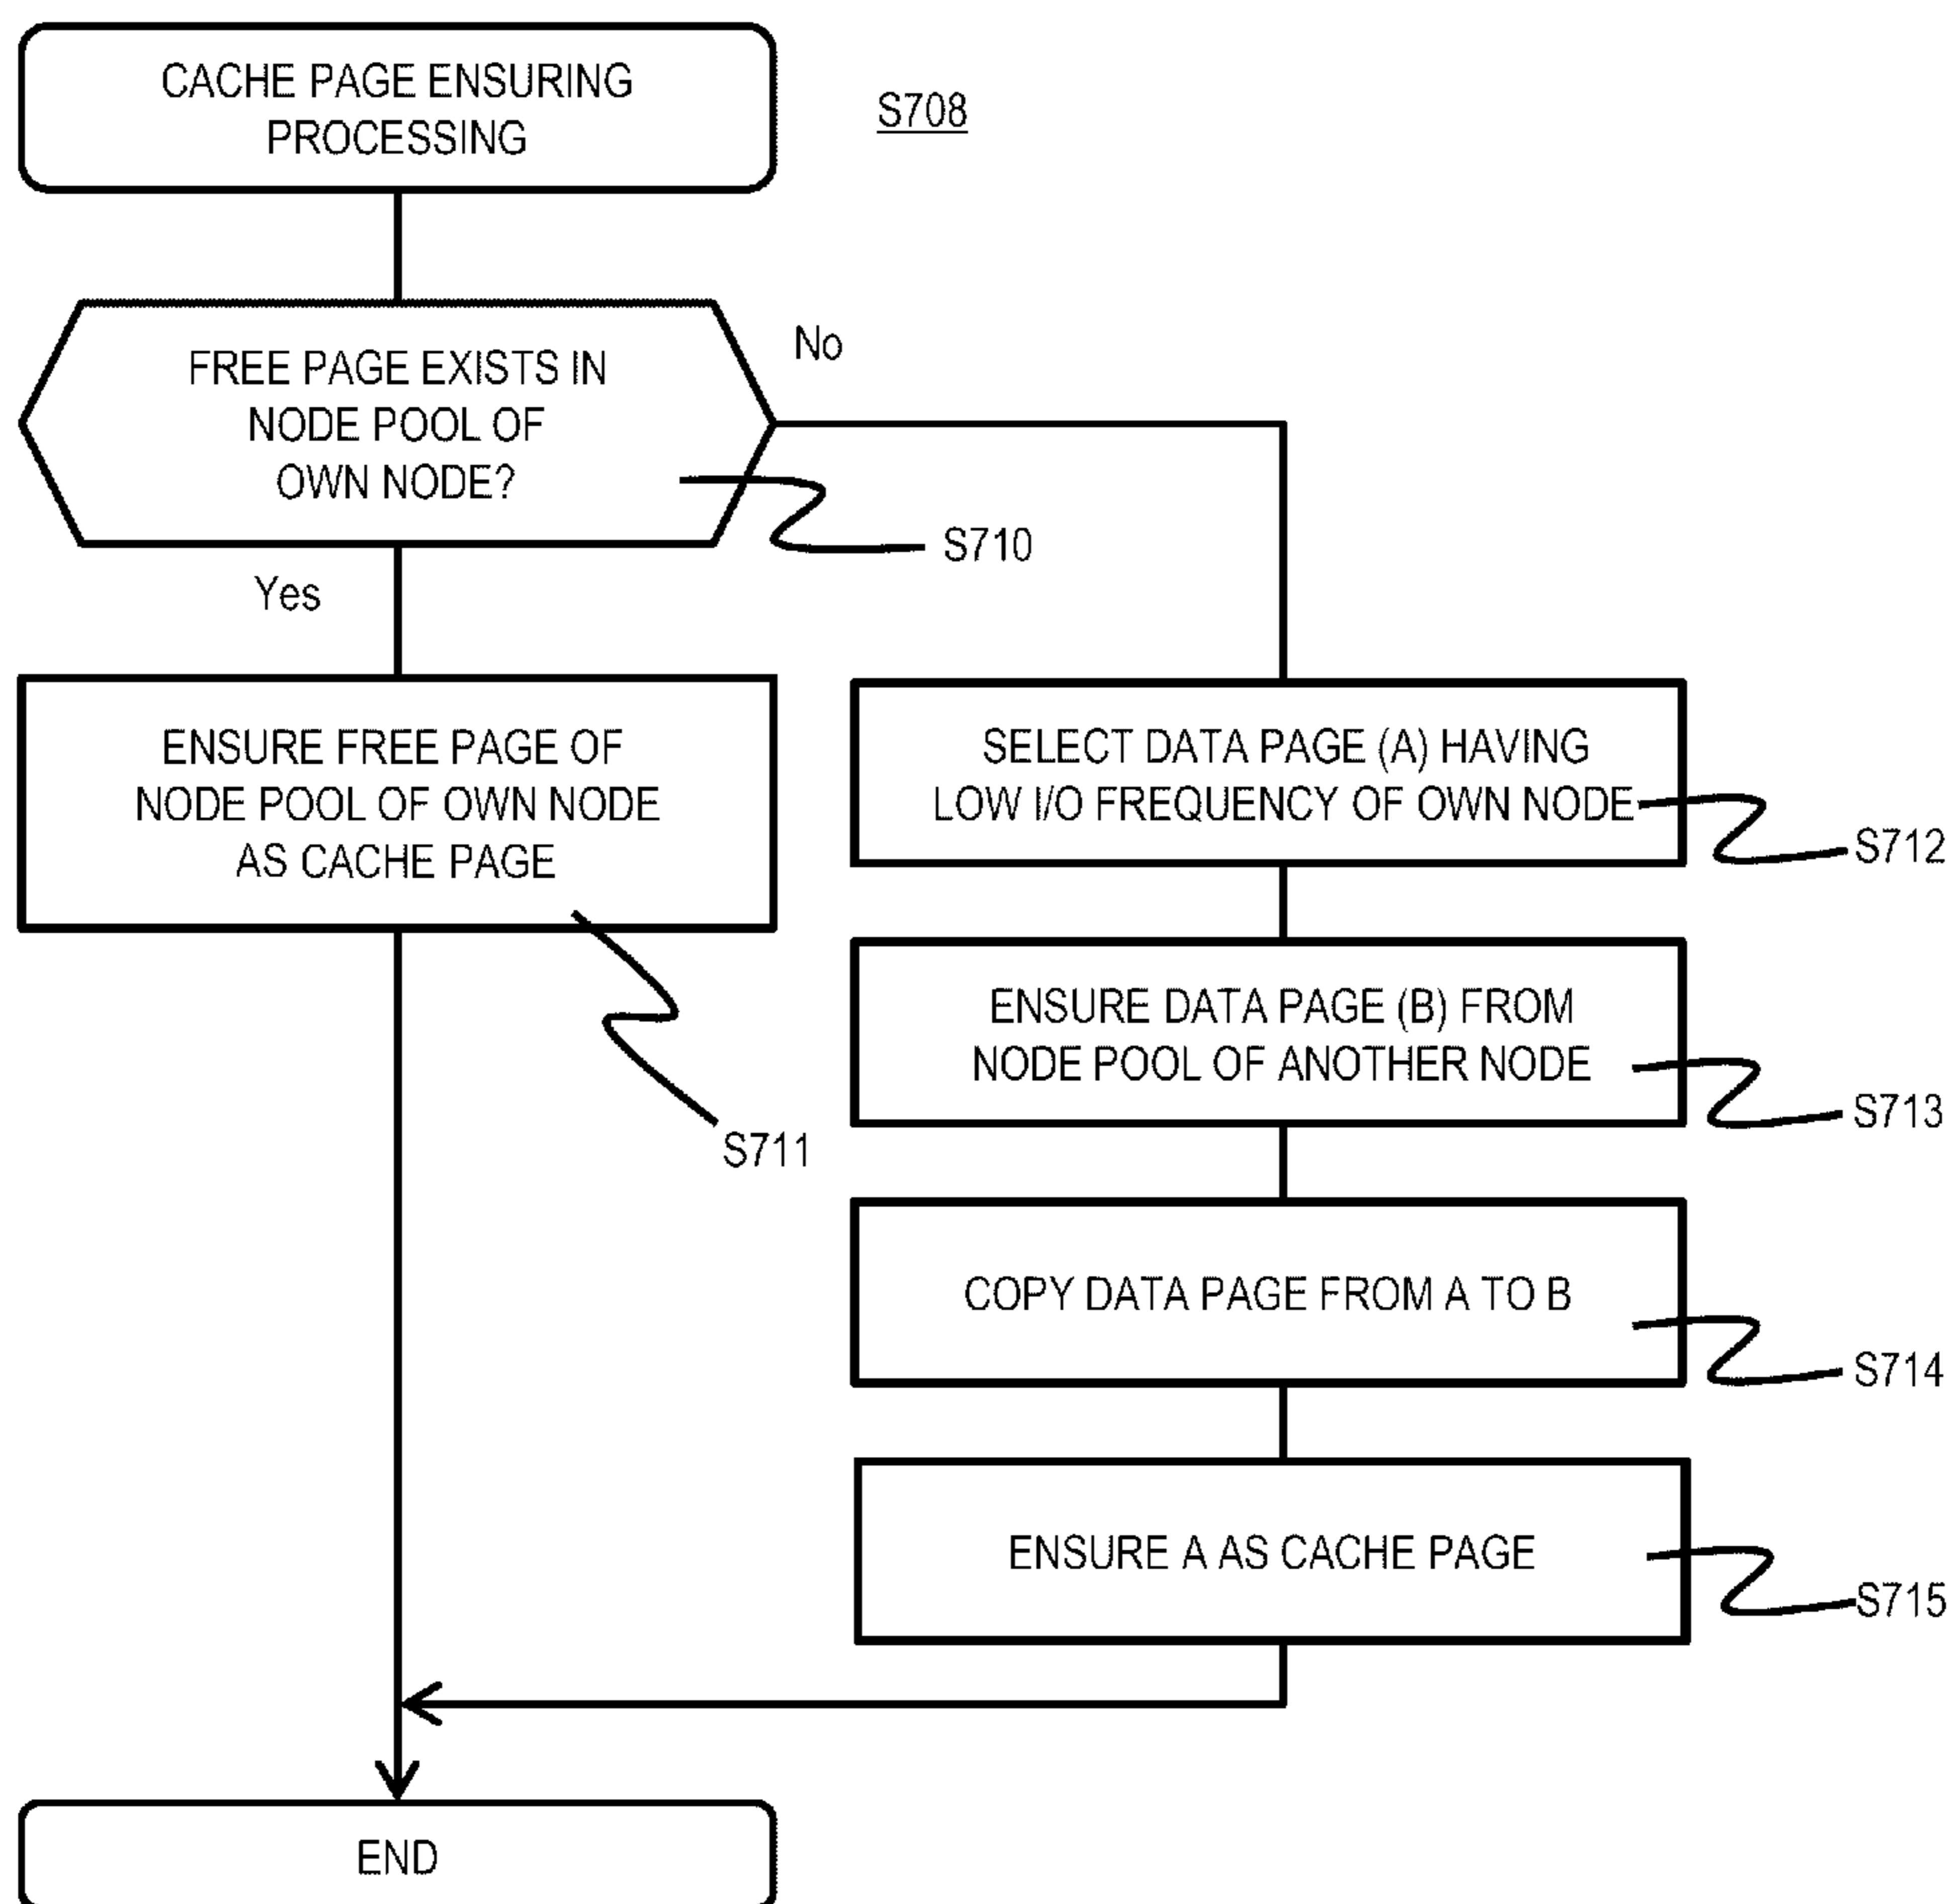 CACHE PAGE ENSURING
PROCESSING
S708
FREE PAGE EXISTS IN
NODE POOL OF
OWN NODE?
No
S710
Yes
ENSURE FREE PAGE OF
NODE POOL OF OWN NODE
AS CACHE PAGE
S711
SELECT DATA PAGE (A) HAVING
LOW I/O FREQUENCY OF OWN NODE
S712
ENSURE DATA PAGE (B) FROM
NODE POOL OF ANOTHER NODE
S713
COPY DATA PAGE FROM A TO B
S714
ENSURE A AS CACHE PAGE
S715
END